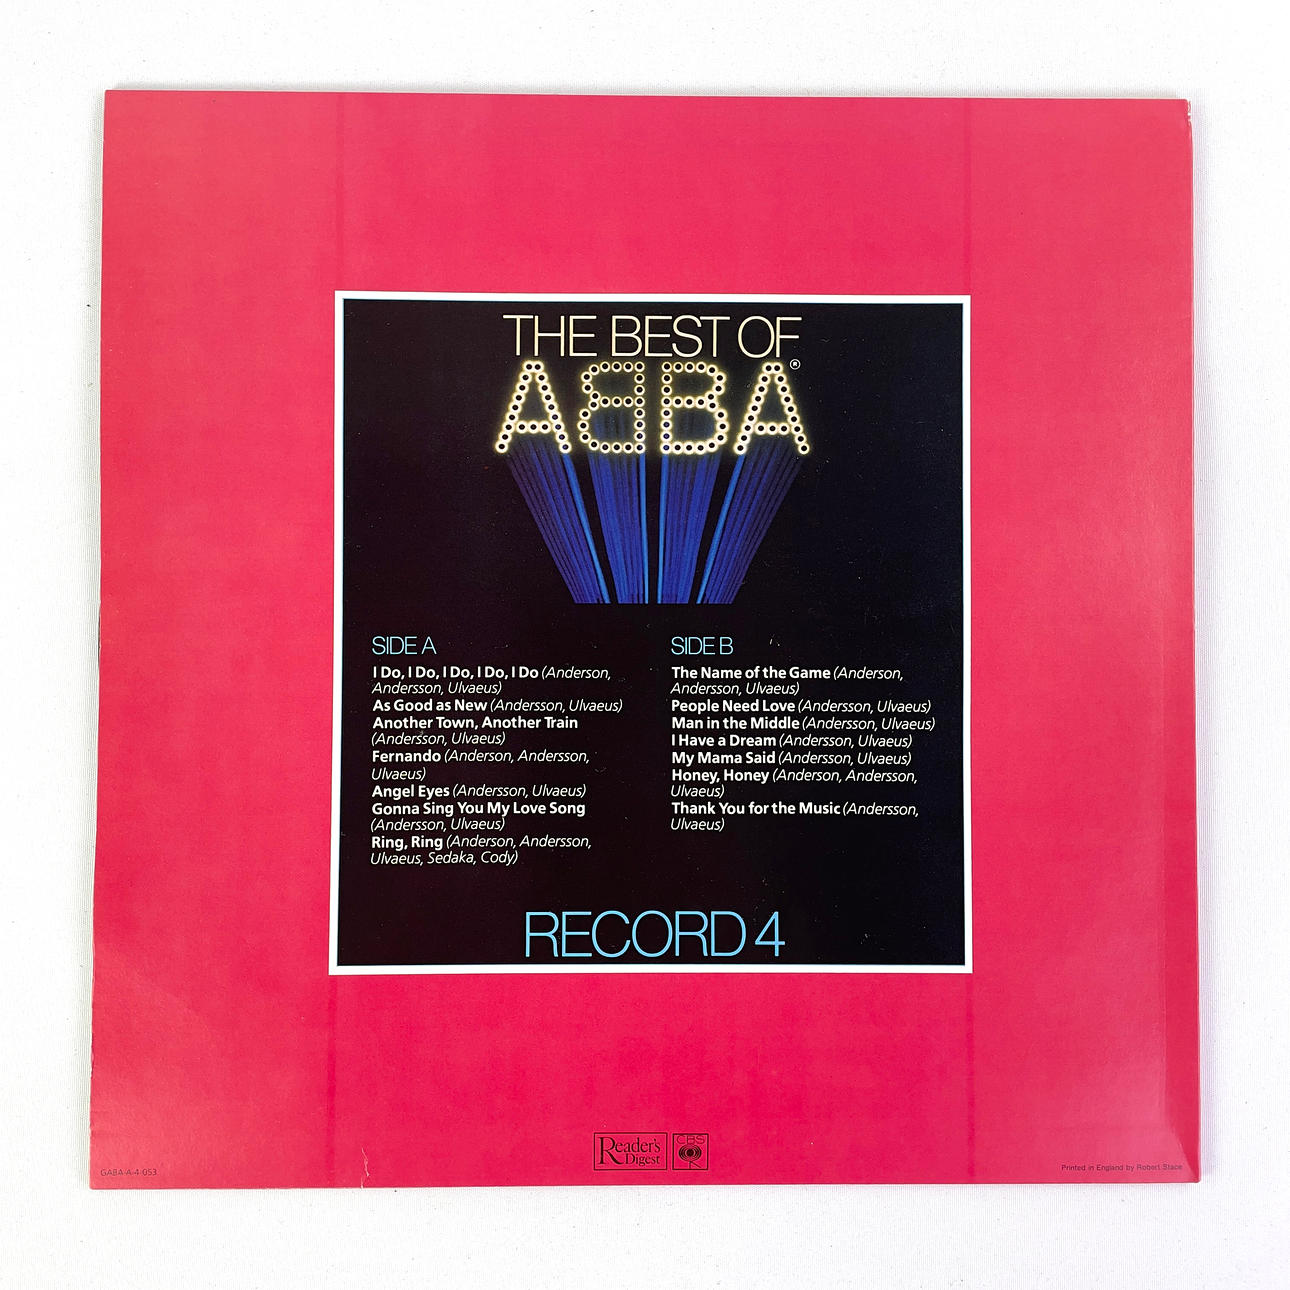 THE BEST OF
ABBA®
SIDE A
I Do, I Do, I Do, I Do, I Do (Anderson,
Andersson, Ulvaeus)
As Good as New (Andersson, Ulvaeus)
Another Town, Another Train
(Andersson, Ulvaeus)
Fernando (Anderson, Andersson,
Ulvaeus)
Angel Eyes (Andersson, Ulvaeus)
Gonna Sing You My Love Song
(Andersson, Ulvaeus)
Ring, Ring (Anderson, Andersson,
Ulvaeus, Sedaka, Cody)
SIDE B
The Name of the Game (Anderson,
Andersson, Ulvaeus)
People Need Love (Andersson, Ulvaeus)
Man in the Middle (Andersson, Ulvaeus)
I Have a Dream (Andersson, Ulvaeus)
My Mama Said (Andersson, Ulvaeus)
Honey, Honey (Anderson, Andersson,
Ulvaeus)
Thank You for the Music (Andersson,
Ulvaeus)
RECORD 4
Reader's
Digest
CBS
GABA-A-4-053
Printed in England by Robert Stace